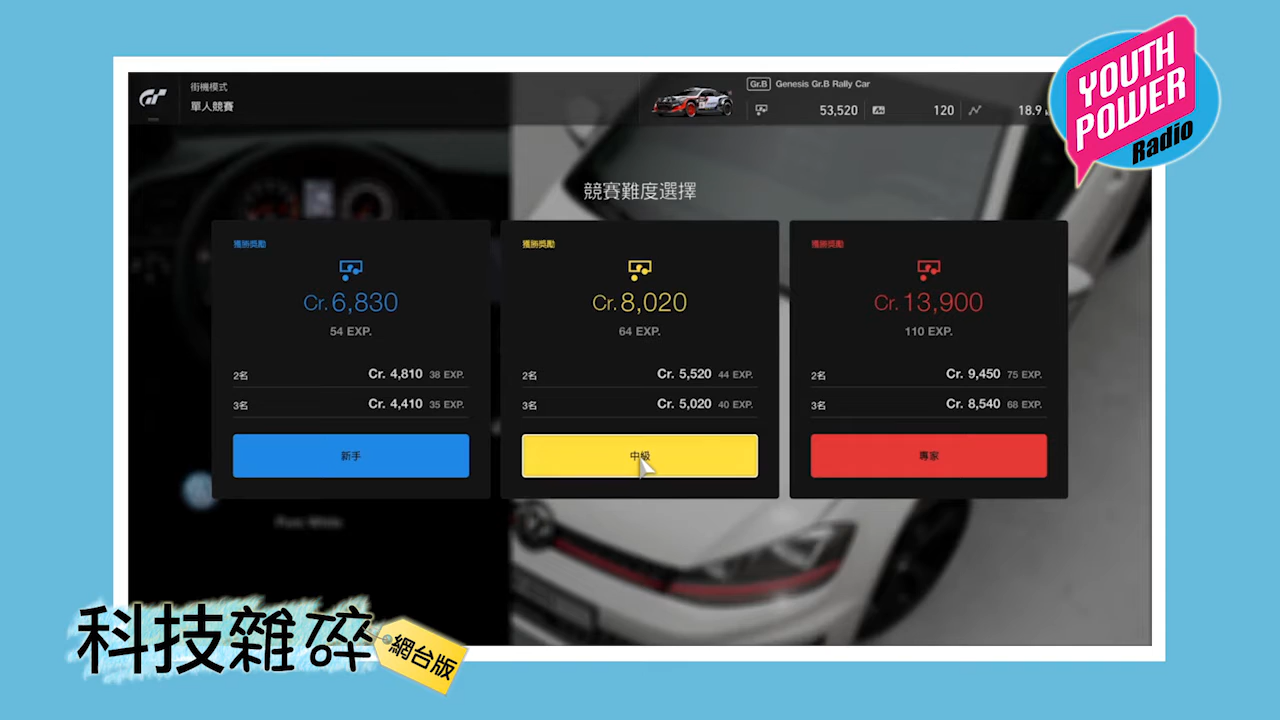 GT
街機模式
單人競賽
Gr.B Genesis Gr.B Rally Car
53,520 120 18.9
YOUTH
POWER
Radio
競賽難度選擇
獲勝獎勵
Cr. 6,830
54 EXP.
2名 Cr. 4,810 38 EXP.
3名 Cr. 4,410 35 EXP.
新手
獲勝獎勵
Cr. 8,020
64 EXP.
2名 Cr. 5,520 44 EXP.
3名 Cr. 5,020 40 EXP.
中級
獲勝獎勵
Cr. 13,900
110 EXP.
2名 Cr. 9,450 75 EXP.
3名 Cr. 8,540 68 EXP.
專家
科技雜碎
網台版